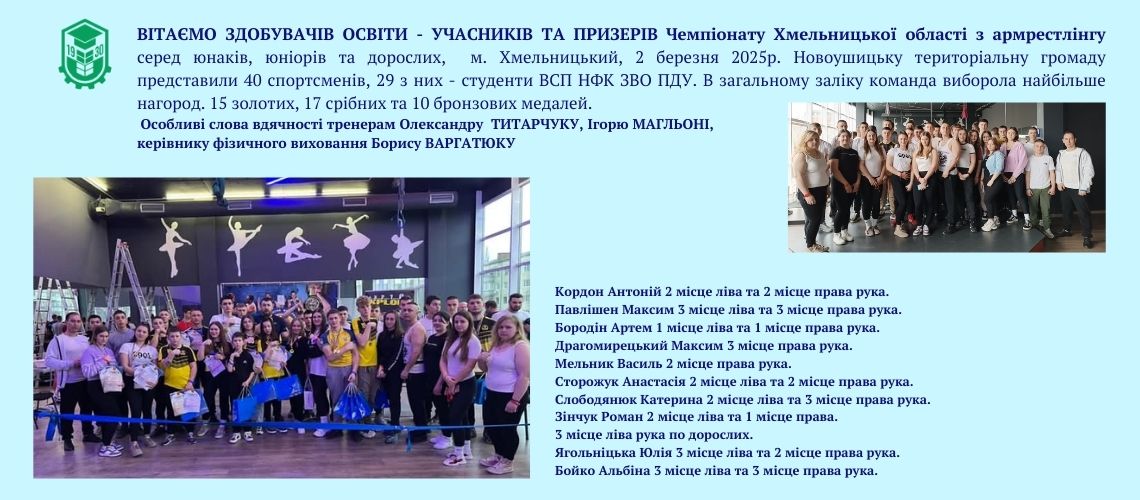 1930
ВІТАЄМО ЗДОБУВАЧІВ ОСВІТИ - УЧАСНИКІВ ТА ПРИЗЕРІВ Чемпіонату Хмельницької області з армрестлінгу
серед юнаків, юніорів та дорослих, м. Хмельницький, 2 березня 2025р. Новоушицьку територіальну громаду
представили 40 спортсменів, 29 з них - студенти ВСП НФК ЗВО ПДУ. В загальному заліку команда виборола найбільше
нагород. 15 золотих, 17 срібних та 10 бронзових медалей.
Особливі слова вдячності тренерам Олександру ТИТАРЧУКУ, Ігорю МАГЛЬОНІ,
керівнику фізичного виховання Борису ВАРГАТЮКУ
Кордон Антоній 2 місце ліва та 2 місце права рука.
Павлішен Максим 3 місце ліва та 3 місце права рука.
Бородін Артем 1 місце ліва та 1 місце права рука.
Драгомирецький Максим 3 місце права рука.
Мельник Василь 2 місце права рука.
Сторожук Анастасія 2 місце ліва та 2 місце права рука.
Слободянюк Катерина 2 місце ліва та 3 місце права рука.
Зінчук Роман 2 місце ліва та 1 місце права.
3 місце ліва рука по дорослих.
Ягольніцька Юлія 3 місце ліва та 2 місце права рука.
Бойко Альбіна 3 місце ліва та 3 місце права рука.